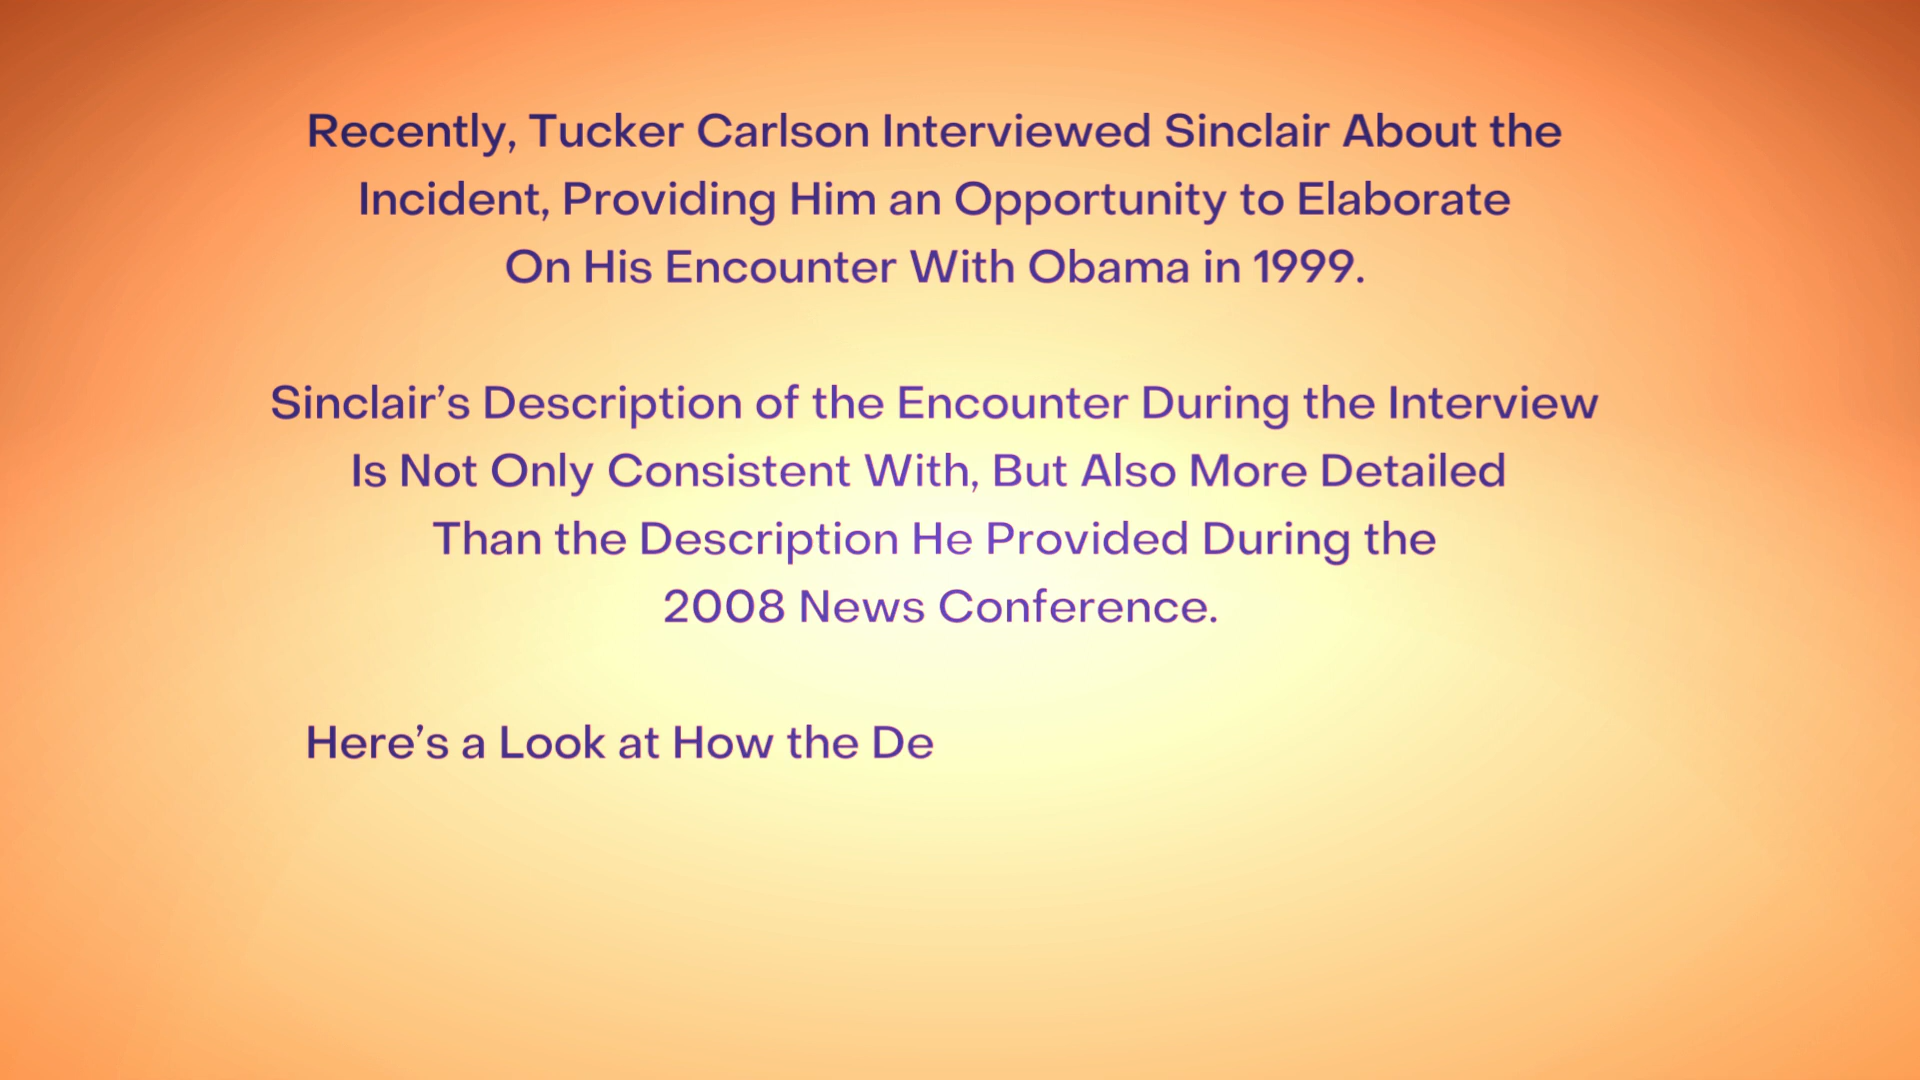 Recently, Tucker Carlson Interviewed Sinclair About the
Incident, Providing Him an Opportunity to Elaborate
On His Encounter With Obama in 1999.
Sinclair’s Description of the Encounter During the Interview
Is Not Only Consistent With, But Also More Detailed
Than the Description He Provided During the
2008 News Conference.
Here’s a Look at How the De